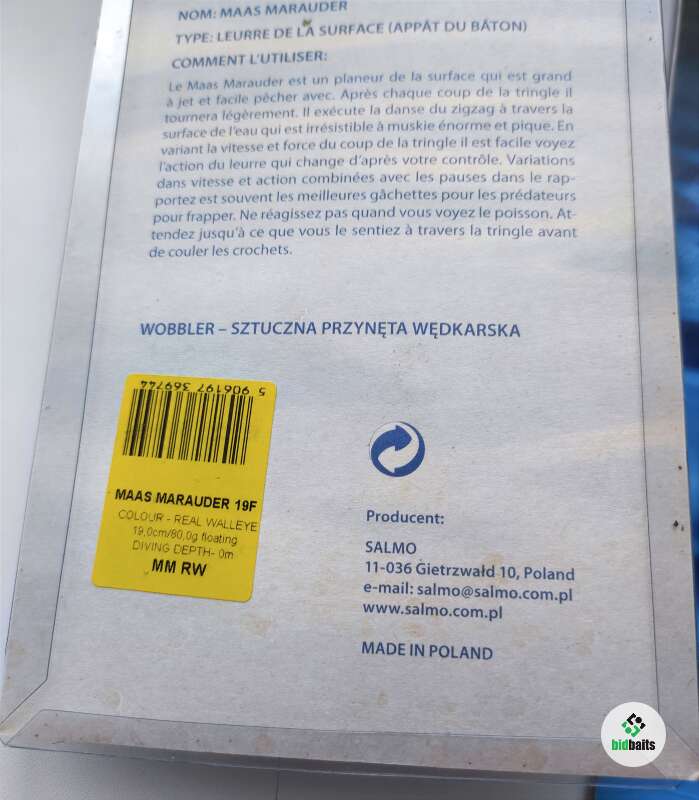 NOM: MAAS MARAUDER
TYPE: LEURRE DE LA SURFACE (APPÂT DU BÂTON)
COMMENT L'UTILISER:
Le Maas Marauder est un planeur de la surface qui est grand
à jet et facile pêcher avec. Après chaque coup de la tringle il
tournera légèrement. Il exécute la danse du zigzag à travers la
surface de l'eau qui est irrésistible à muskie énorme et pique. En
variant la vitesse et force du coup de la tringle il est facile voyez
l'action du leurre qui change d'après votre contrôle. Variations
dans vitesse et action combinées avec les pauses dans le rap-
portez est souvent les meilleures gâchettes pour les prédateurs
pour frapper. Ne réagissez pas quand vous voyez le poisson. At-
tendez jusqu'à ce que vous le sentiez à travers la tringle avant
de couler les crochets.
WOBBLER – SZTUCZNA PRZYNĘTA WĘDKARSKA
5 906197 369744
MAAS MARAUDER 19F
COLOUR - REAL WALLEYE
19,0cm/80,0g floating
DIVING DEPTH- 0m
MM RW
Producent:
SALMO
11-036 Gietrzwałd 10, Poland
e-mail: salmo@salmo.com.pl
www.salmo.com.pl
MADE IN POLAND
bidbaits